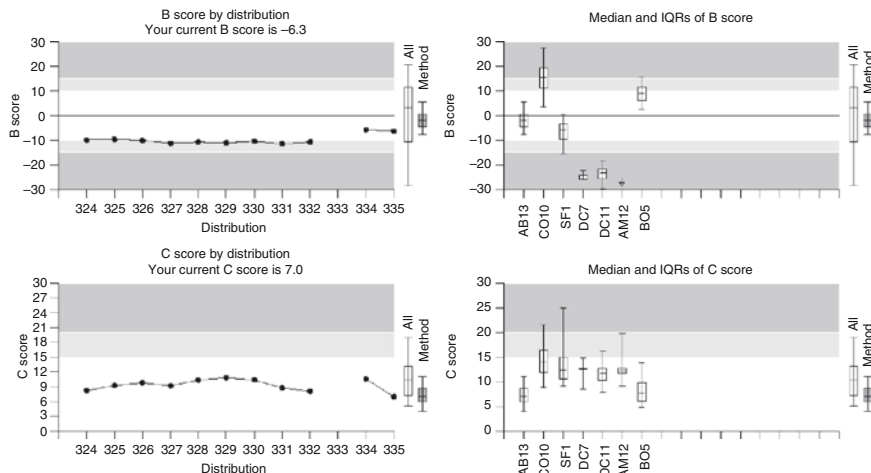 B score by distribution
Your current B score is –6.3
30
20
10
0
–10
–20
–30
B score
324 325 326 327 328 329 330 331 332 333 334 335
Distribution
All
Method
Median and IQRs of B score
30
20
10
0
–10
–20
–30
B score
AB13
CO10
SF1
DC7
DC11
AM12
BO5
All
Method
C score by distribution
Your current C score is 7.0
30
27
24
21
18
15
12
9
6
3
0
C score
324 325 326 327 328 329 330 331 332 333 334 335
Distribution
All
Method
Median and IQRs of C score
30
25
20
15
10
5
0
C score
AB13
CO10
SF1
DC7
DC11
AM12
BO5
All
Method